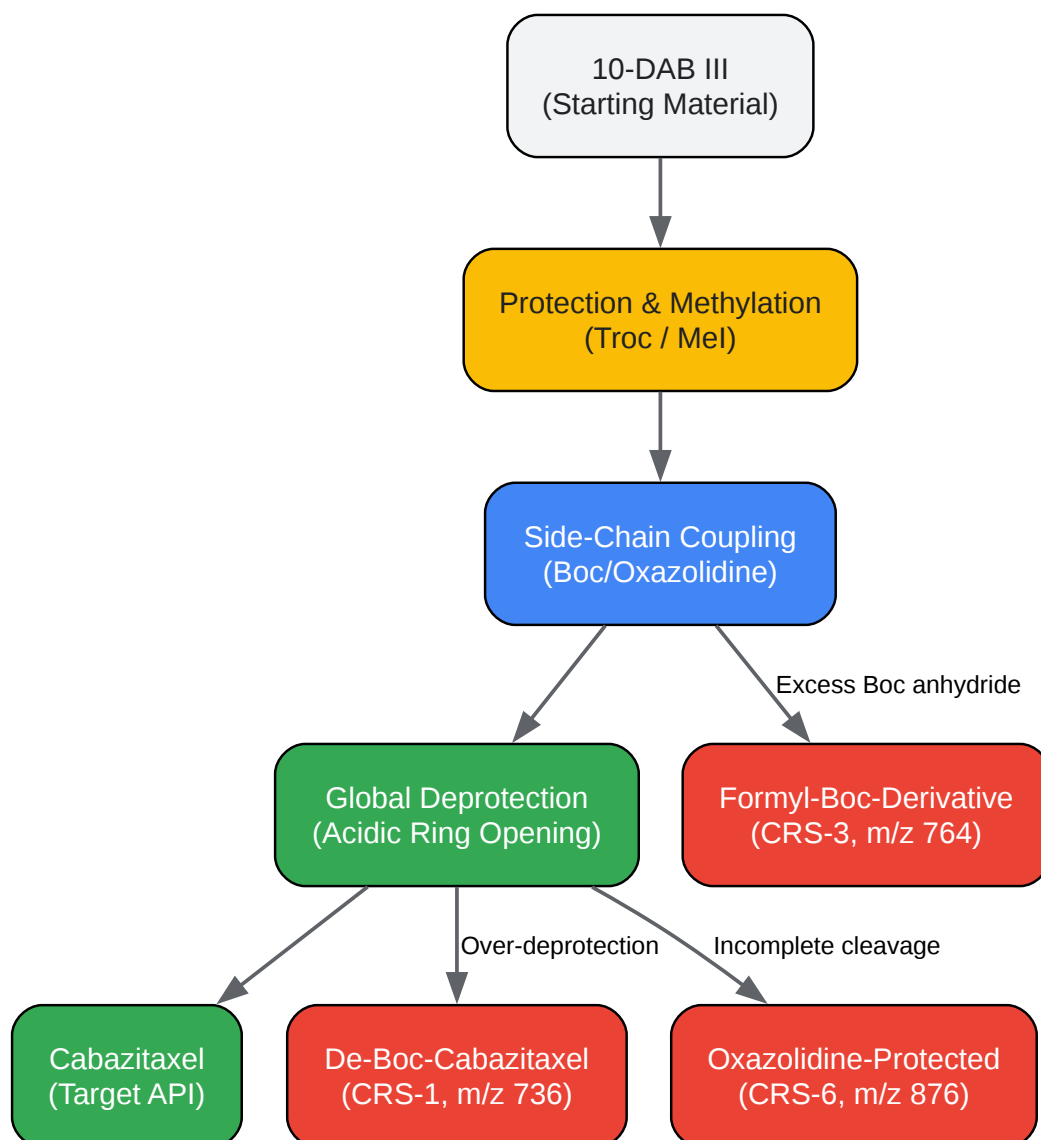 10-DAB III
(Starting Material)
Protection & Methylation
(Troc / MeI)
Side-Chain Coupling
(Boc/Oxazolidine)
Excess Boc anhydride
Global Deprotection
(Acidic Ring Opening)
Formyl-Boc-Derivative
(CRS-3, m/z 764)
Over-deprotection
Incomplete cleavage
Cabazitaxel
(Target API)
De-Boc-Cabazitaxel
(CRS-1, m/z 736)
Oxazolidine-Protected
(CRS-6, m/z 876)